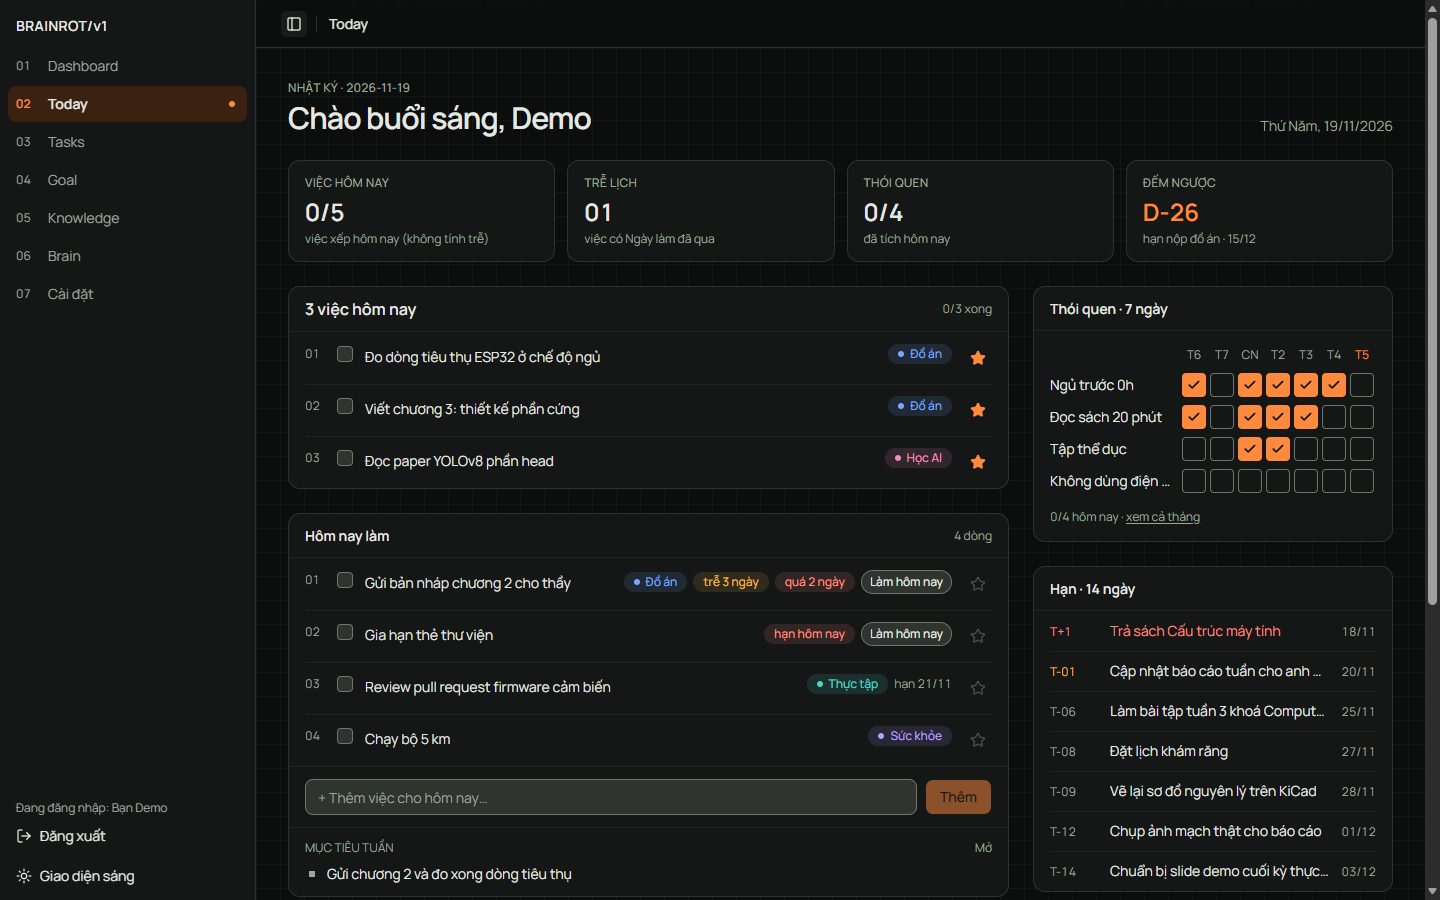 BRAINROT/v1
01 Dashboard
02 Today
03 Tasks
04 Goal
05 Knowledge
06 Brain
07 Cài đặt
Đang đăng nhập: Bạn Demo
Đăng xuất
Giao diện sáng
Today
NHẬT KÝ · 2026-11-19
Chào buổi sáng, Demo
Thứ Năm, 19/11/2026
VIỆC HÔM NAY
0/5
việc xếp hôm nay (không tính trễ)
TRỄ LỊCH
01
việc có Ngày làm đã qua
THÓI QUEN
0/4
đã tích hôm nay
ĐẾM NGƯỢC
D-26
hạn nộp đồ án · 15/12
3 việc hôm nay 0/3 xong
01 Đo dòng tiêu thụ ESP32 ở chế độ ngủ Đồ án
02 Viết chương 3: thiết kế phần cứng Đồ án
03 Đọc paper YOLOv8 phần head Học AI
Hôm nay làm 4 dòng
01 Gửi bản nháp chương 2 cho thầy Đồ án trễ 3 ngày quá 2 ngày Làm hôm nay
02 Gia hạn thẻ thư viện hạn hôm nay Làm hôm nay
03 Review pull request firmware cảm biến Thực tập hạn 21/11
04 Chạy bộ 5 km Sức khỏe
+ Thêm việc cho hôm nay... Thêm
MỤC TIÊU TUẦN Mở
Gửi chương 2 và đo xong dòng tiêu thụ
Thói quen · 7 ngày
T6 T7 CN T2 T3 T4 T5
Ngủ trước 0h
Đọc sách 20 phút
Tập thể dục
Không dùng điện ...
0/4 hôm nay · xem cả tháng
Hạn · 14 ngày
T+1 Trả sách Cấu trúc máy tính 18/11
T-01 Cập nhật báo cáo tuần cho anh ... 20/11
T-06 Làm bài tập tuần 3 khoá Comput... 25/11
T-08 Đặt lịch khám răng 27/11
T-09 Vẽ lại sơ đồ nguyên lý trên KiCad 28/11
T-12 Chụp ảnh mạch thật cho báo cáo 01/12
T-14 Chuẩn bị slide demo cuối kỳ thực... 03/12